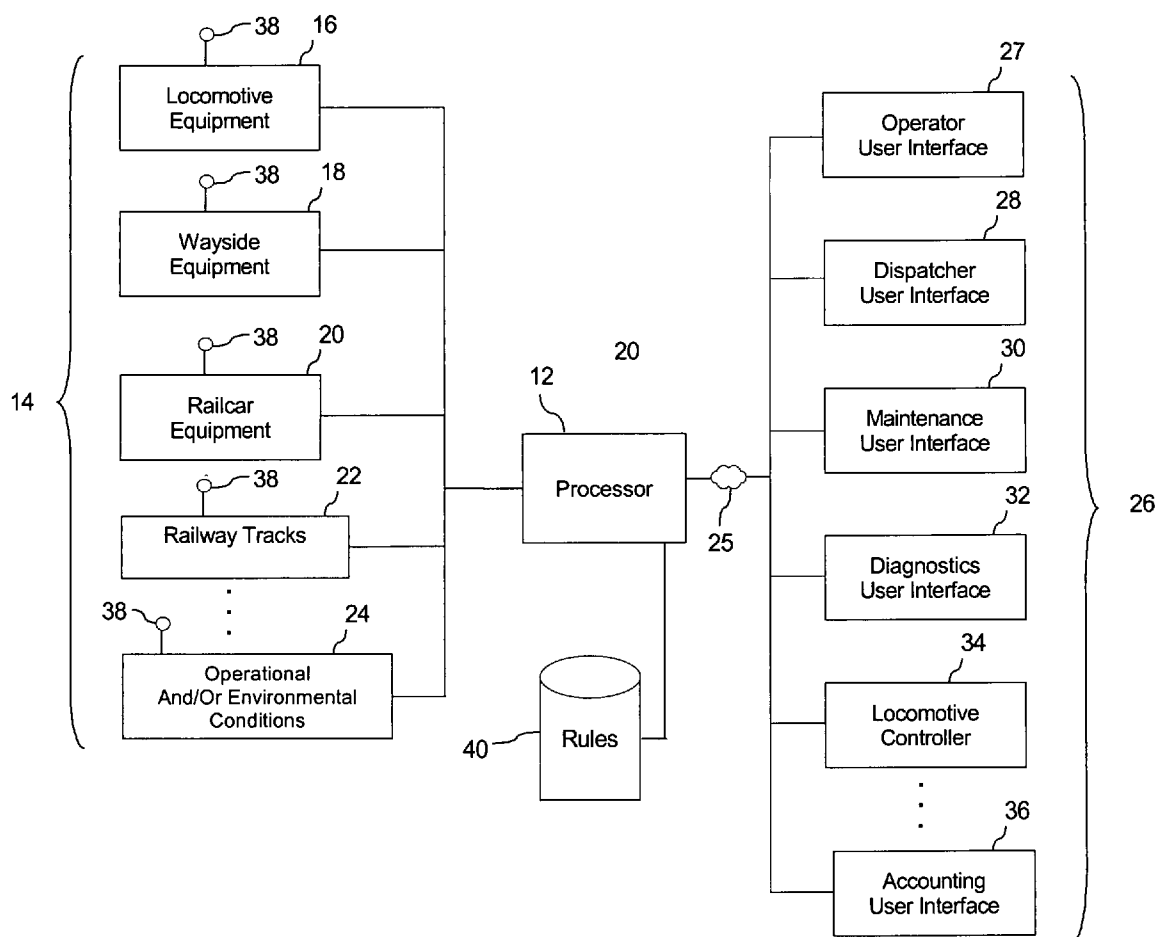 38
16
Locomotive
Equipment
38
18
Wayside
Equipment
38
20
Railcar
Equipment
38
22
Railway Tracks
38
24
Operational
And/Or Environmental
Conditions
14
20
12
Processor
25
40
Rules
27
Operator
User Interface
28
Dispatcher
User Interface
30
Maintenance
User Interface
32
Diagnostics
User Interface
34
Locomotive
Controller
36
Accounting
User Interface
26